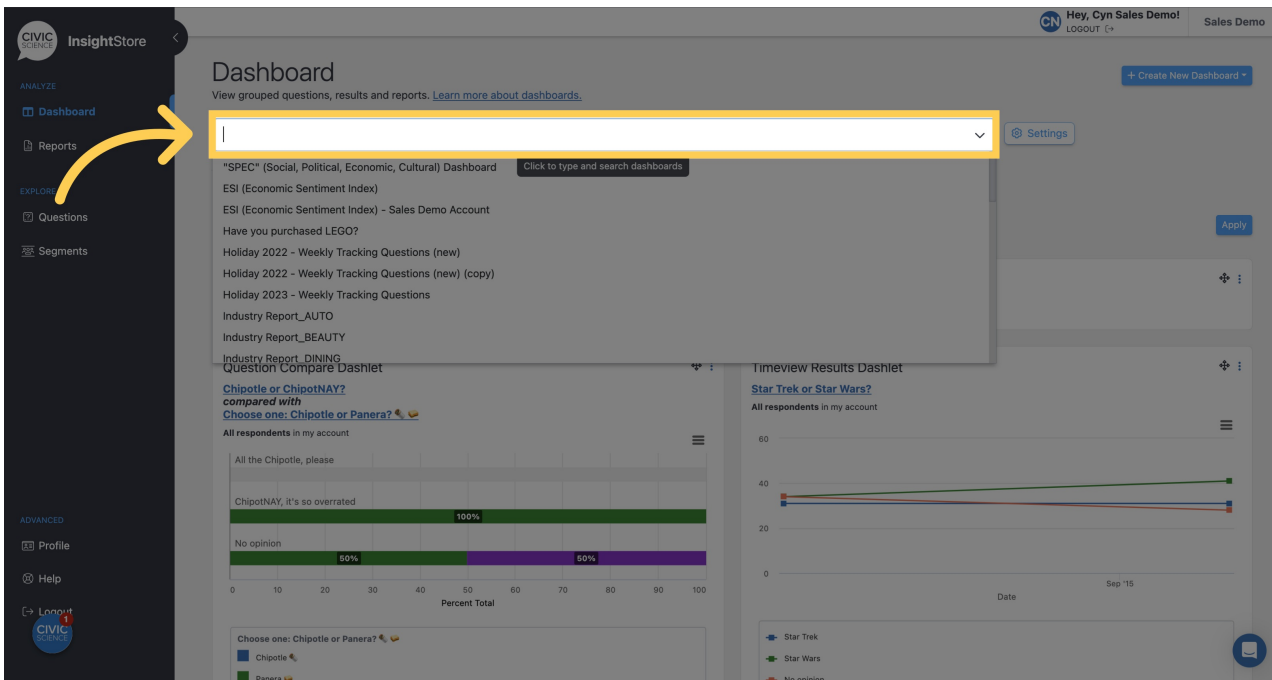 CIVIC
SCIENCE
InsightStore
ANALYZE
Dashboard
Reports
EXPLORE
Questions
Segments
ADVANCED
Profile
Help
Logout
1
CIVIC
SCIENCE
CN
Hey, Cyn Sales Demo!
LOGOUT
Sales Demo
Dashboard
View grouped questions, results and reports. Learn more about dashboards.
+ Create New Dashboard
Settings
Click to type and search dashboards
"SPEC" (Social, Political, Economic, Cultural) Dashboard
ESI (Economic Sentiment Index)
ESI (Economic Sentiment Index) - Sales Demo Account
Have you purchased LEGO?
Holiday 2022 - Weekly Tracking Questions (new)
Holiday 2022 - Weekly Tracking Questions (new) (copy)
Holiday 2023 - Weekly Tracking Questions
Industry Report_AUTO
Industry Report_BEAUTY
Industry Report_DINING
Apply
Question Compare Dashlet
Chipotle or ChipotNAY?
compared with
Choose one: Chipotle or Panera? 🌯 🥪
All respondents in my account
All the Chipotle, please
ChipotNAY, it's so overrated
100%
No opinion
50%
50%
0 10 20 30 40 50 60 70 80 90 100
Percent Total
Choose one: Chipotle or Panera? 🌯 🥪
Chipotle 🌯
Panera 🥪
Timeview Results Dashlet
Star Trek or Star Wars?
All respondents in my account
60
40
20
0
Sep '15
Date
Star Trek
Star Wars
No opinion